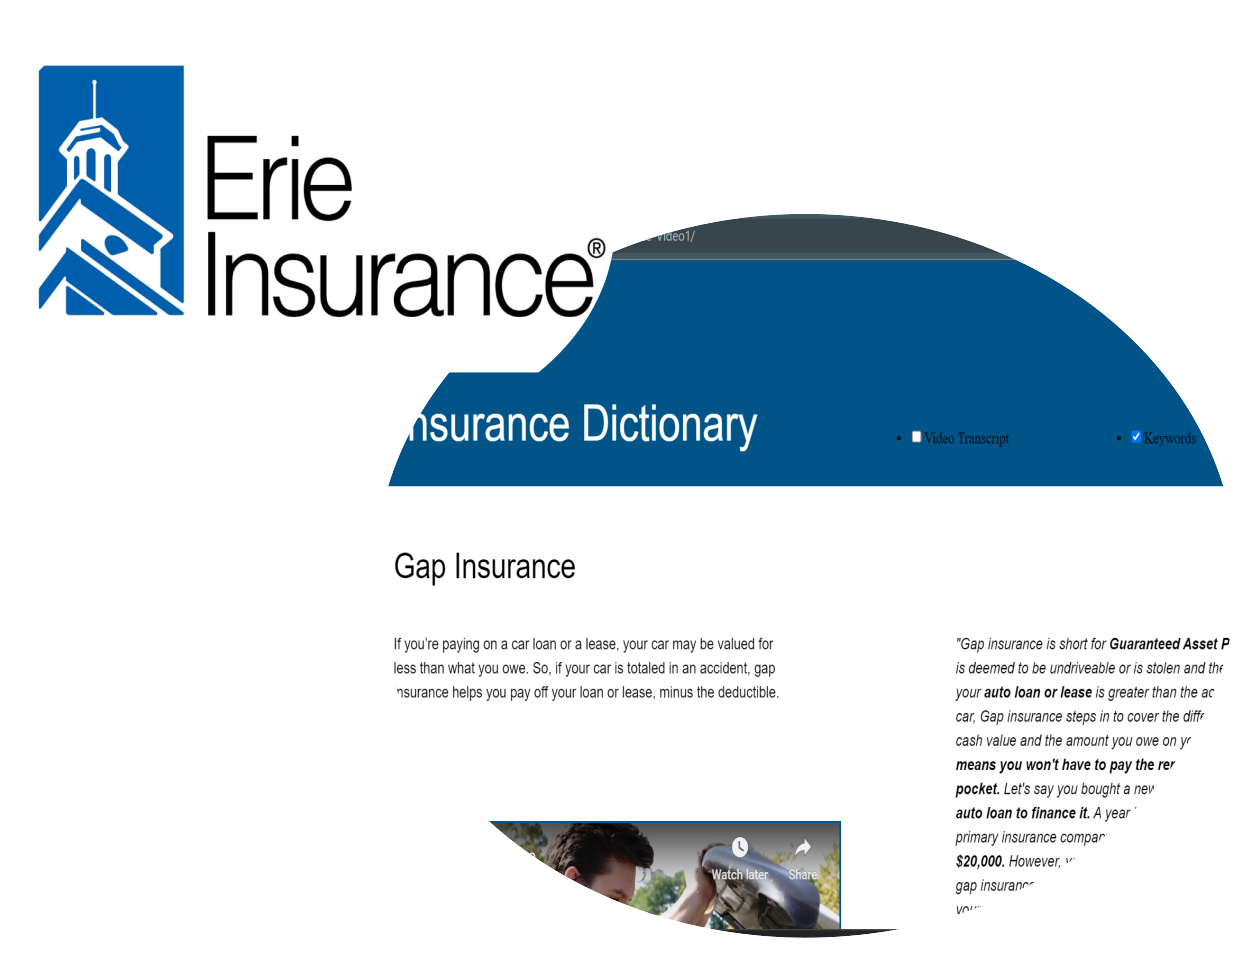 Erie
Insurance®
Video1/
nsurance Dictionary
Video Transcript
Keywords
Gap Insurance
If you're paying on a car loan or a lease, your car may be valued for
less than what you owe. So, if your car is totaled in an accident, gap
nsurance helps you pay off your loan or lease, minus the deductible.
"Gap insurance is short for Guaranteed Asset P
is deemed to be undriveable or is stolen and the
your auto loan or lease is greater than the ac
car, Gap insurance steps in to cover the diff
cash value and the amount you owe on
means you won't have to pay the
pocket. Let's say you bought a new
auto loan to finance it. A year
primary insurance compan
$20,000. However,
gap insuranc
you
Watch later
Share